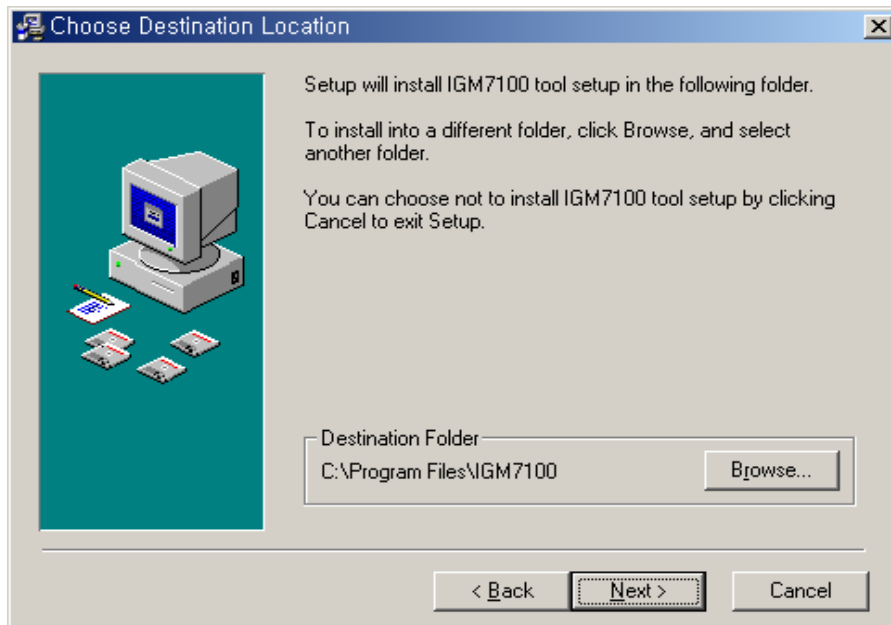 Choose Destination Location
Setup will install IGM7100 tool setup in the following folder.
To install into a different folder, click Browse, and select
another folder.
You can choose not to install IGM7100 tool setup by clicking
Cancel to exit Setup.
Destination Folder
C:\Program Files\IGM7100
Browse...
< Back
Next >
Cancel